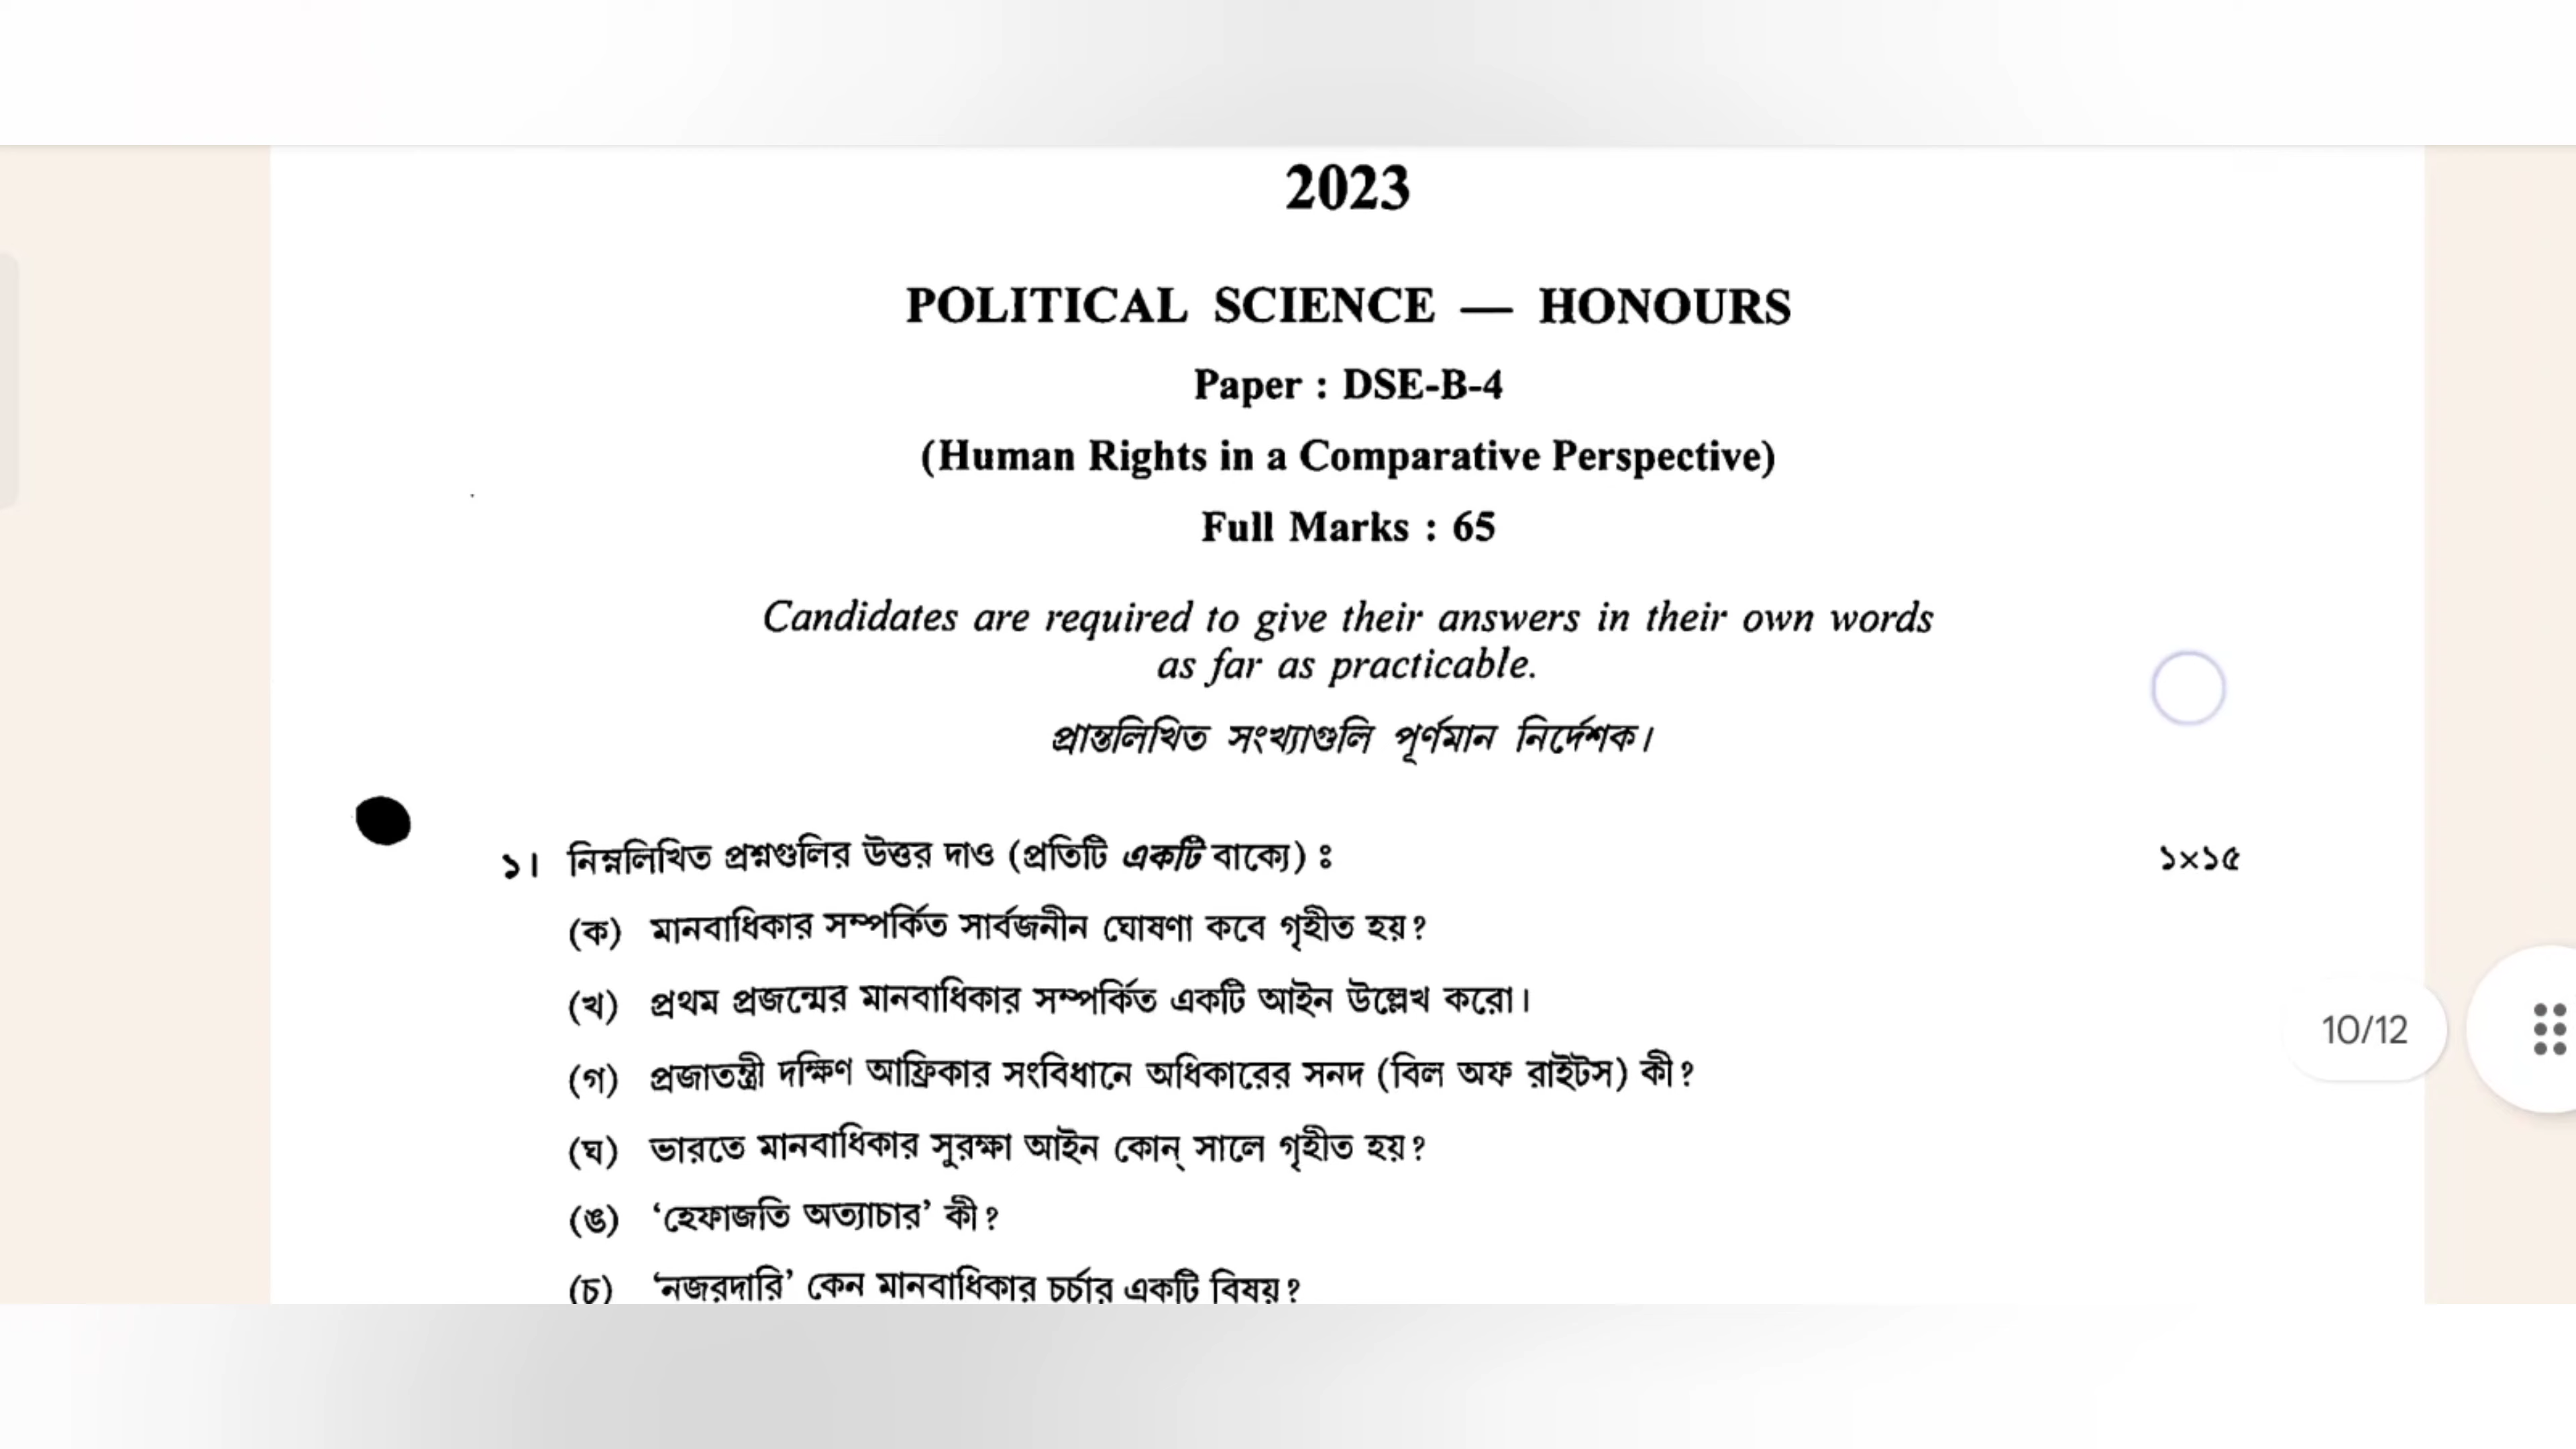 2023
POLITICAL SCIENCE — HONOURS
Paper : DSE-B-4
(Human Rights in a Comparative Perspective)
Full Marks : 65
Candidates are required to give their answers in their own words
as far as practicable.
প্রান্তলিখিত সংখ্যাগুলি পূর্ণমান নির্দেশক।
১। নিম্নলিখিত প্রশ্নগুলির উত্তর দাও (প্রতিটি একটি বাক্যে) ঃ ১×১৫
(ক) মানবাধিকার সম্পর্কিত সার্বজনীন ঘোষণা কবে গৃহীত হয়?
(খ) প্রথম প্রজন্মের মানবাধিকার সম্পর্কিত একটি আইন উল্লেখ করো।
(গ) প্রজাতন্ত্রী দক্ষিণ আফ্রিকার সংবিধানে অধিকারের সনদ (বিল অফ রাইটস) কী?
10/12
(ঘ) ভারতে মানবাধিকার সুরক্ষা আইন কোন্ সালে গৃহীত হয়?
(ঙ) ‘হেফাজতি অত্যাচার’ কী?
(চ) ‘নজরদারি’ কেন মানবাধিকার চর্চার একটি বিষয়?